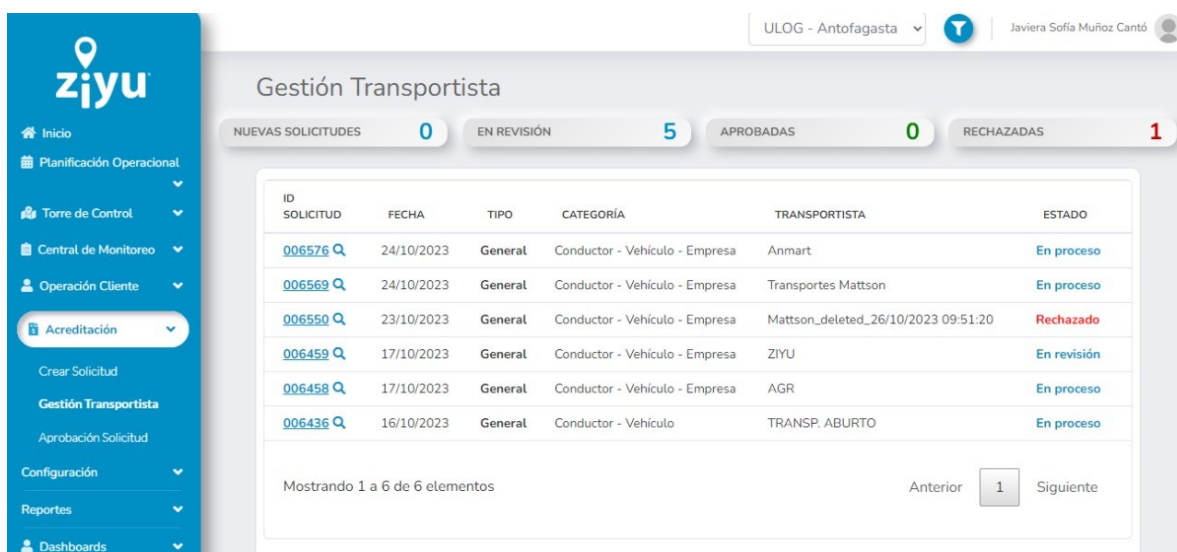 ziyu
Inicio
Planificación Operacional
Torre de Control
Central de Monitoreo
Operación Cliente
Acreditación
Crear Solicitud
Gestión Transportista
Aprobación Solicitud
Configuración
Reportes
Dashboards
ULOG - Antofagasta
Javiera Sofía Muñoz Cantó
Gestión Transportista
NUEVAS SOLICITUDES 0 EN REVISIÓN 5 APROBADAS 0 RECHAZADAS 1
ID
SOLICITUD FECHA TIPO CATEGORÍA TRANSPORTISTA ESTADO
006576 24/10/2023 General Conductor - Vehículo - Empresa Anmart En proceso
006569 24/10/2023 General Conductor - Vehículo - Empresa Transportes Mattson En proceso
006550 23/10/2023 General Conductor - Vehículo - Empresa Mattson_deleted_26/10/2023 09:51:20 Rechazado
006459 17/10/2023 General Conductor - Vehículo - Empresa ZIYU En revisión
006458 17/10/2023 General Conductor - Vehículo - Empresa AGR En proceso
006436 16/10/2023 General Conductor - Vehículo TRANSP. ABURTO En proceso
Mostrando 1 a 6 de 6 elementos
Anterior 1 Siguiente